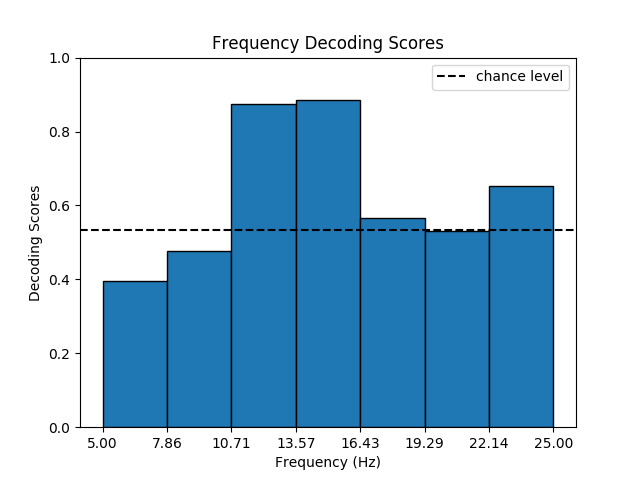 Frequency Decoding Scores
chance level
1.0
0.8
0.6
0.4
0.2
0.0
Decoding Scores
5.00 7.86 10.71 13.57 16.43 19.29 22.14 25.00
Frequency (Hz)